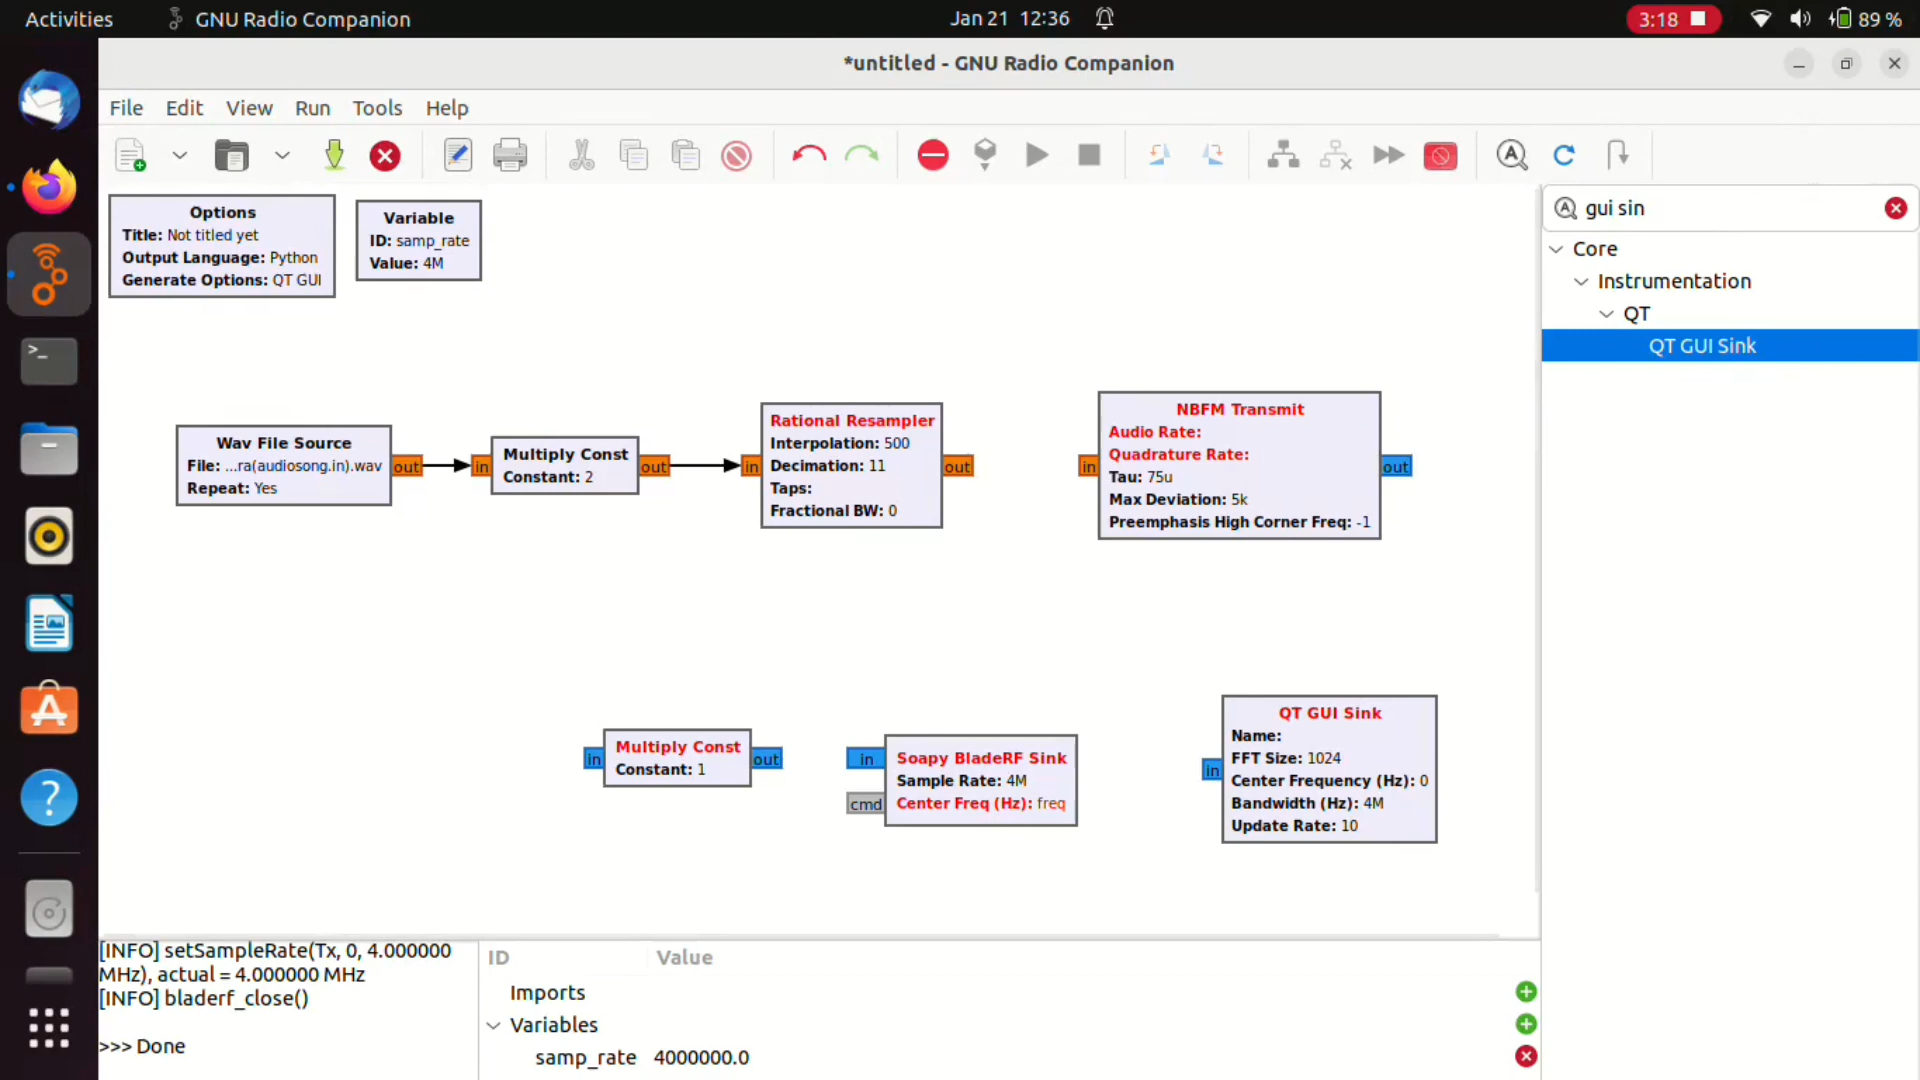 Activities
GNU Radio Companion
Jan 21 12:36
3:18
89 %
*untitled - GNU Radio Companion
File Edit View Run Tools Help
Options
Title: Not titled yet
Output Language: Python
Generate Options: QT GUI
Variable
ID: samp_rate
Value: 4M
gui sin
Core
Instrumentation
QT
QT GUI Sink
Wav File Source
File: ...ra(audiosong.in).wav
Repeat: Yes
out
in
Multiply Const
Constant: 2
out
in
Rational Resampler
Interpolation: 500
Decimation: 11
Taps:
Fractional BW: 0
out
in
NBFM Transmit
Audio Rate:
Quadrature Rate:
Tau: 75u
Max Deviation: 5k
Preemphasis High Corner Freq: -1
out
in
Multiply Const
Constant: 1
out
in
cmd
Soapy BladeRF Sink
Sample Rate: 4M
Center Freq (Hz): freq
in
QT GUI Sink
Name:
FFT Size: 1024
Center Frequency (Hz): 0
Bandwidth (Hz): 4M
Update Rate: 10
[INFO] setSampleRate(Tx, 0, 4.000000
MHz), actual = 4.000000 MHz
[INFO] bladerf_close()
>>> Done
ID Value
Imports
Variables
samp_rate 4000000.0